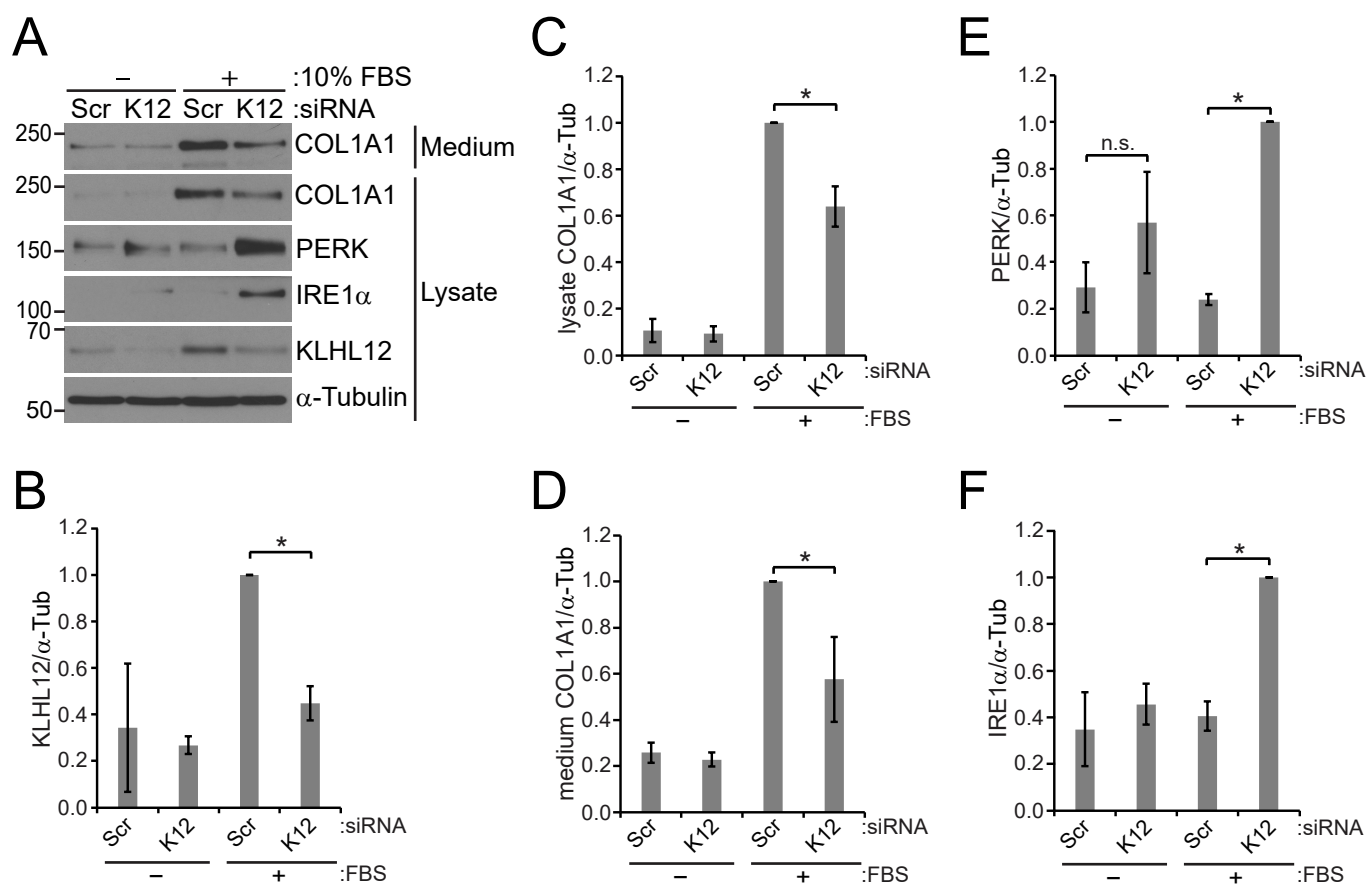 A
− + :10% FBS
Scr K12 Scr K12 :siRNA
250 COL1A1 Medium
250 COL1A1
150 PERK
100 IRE1α Lysate
70 KLHL12
50 α-Tubulin
B
KLHL12/α-Tub
1.2
1.0
0.8
0.6
0.4
0.2
0.0
*
Scr K12 Scr K12 :siRNA
− + :FBS
C
lysate COL1A1/α-Tub
1.2
1.0
0.8
0.6
0.4
0.2
0.0
*
Scr K12 Scr K12 :siRNA
− + :FBS
D
medium COL1A1/α-Tub
1.2
1.0
0.8
0.6
0.4
0.2
0.0
*
Scr K12 Scr K12 :siRNA
− + :FBS
E
PERK/α-Tub
1.2
1.0
0.8
0.6
0.4
0.2
0.0
n.s.
*
Scr K12 Scr K12 :siRNA
− + :FBS
F
IRE1α/α-Tub
1.2
1.0
0.8
0.6
0.4
0.2
0.0
*
Scr K12 Scr K12 :siRNA
− + :FBS